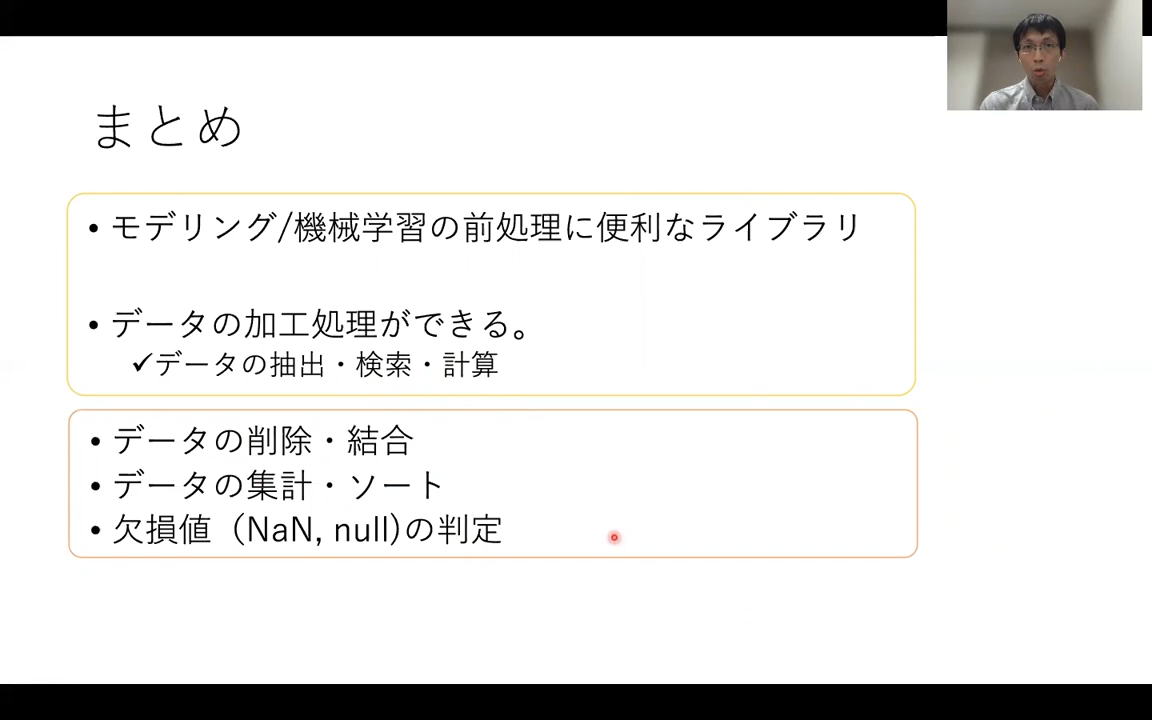 まとめ
• モデリング/機械学習の前処理に便利なライブラリ
• データの加工処理ができる。
✓データの抽出・検索・計算
• データの削除・結合
• データの集計・ソート
• 欠損値（NaN, null)の判定